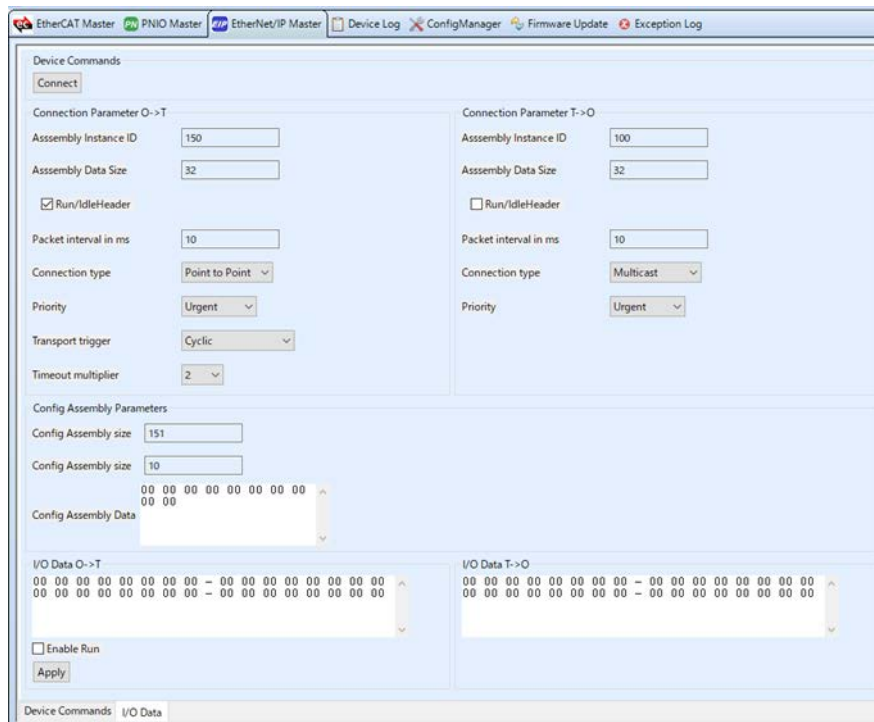 EtherCAT Master PNIO Master EtherNet/IP Master Device Log ConfigManager Firmware Update Exception Log
Device Commands
Connect
Connection Parameter O->T Connection Parameter T->O
Asssembly Instance ID 150 Asssembly Instance ID 100
Asssembly Data Size 32 Asssembly Data Size 32
Run/IdleHeader Run/IdleHeader
Packet interval in ms 10 Packet interval in ms 10
Connection type Point to Point Connection type Multicast
Priority Urgent Priority Urgent
Transport trigger Cyclic
Timeout multiplier 2
Config Assembly Parameters
Config Assembly size 151
Config Assembly size 10
00 00 00 00 00 00 00 00
00 00
Config Assembly Data
I/O Data O->T I/O Data T->O
00 00 00 00 00 00 00 00 – 00 00 00 00 00 00 00 00 00 00 00 00 00 00 00 00 – 00 00 00 00 00 00 00 00
00 00 00 00 00 00 00 00 – 00 00 00 00 00 00 00 00 00 00 00 00 00 00 00 00 – 00 00 00 00 00 00 00 00
Enable Run
Apply
Device Commands I/O Data